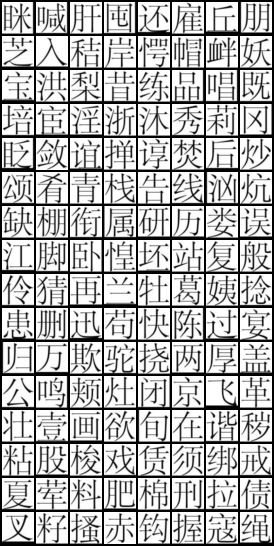 眯喊肝囤还雇丘朋
芝入秸岸愕帽衅妖
宝洪梨昔练品唱既
培宦淫浙沐秀莉冈
眨敛谊掸谆焚后炒
颂肴青栈告线汹炕
缺棚衔属研历娄误
江脚卧惶坯站复般
伶猜再兰牡葛姨捻
患删迅苟快陈过宴
归万欺驼挠两厚盖
公鸣颊灶闭京飞革
壮壹画欲旬在谐秽
粘股梭戏赁须绑戒
夏荤料肥棉刑拉债
叉籽搔赤钩握寇绳